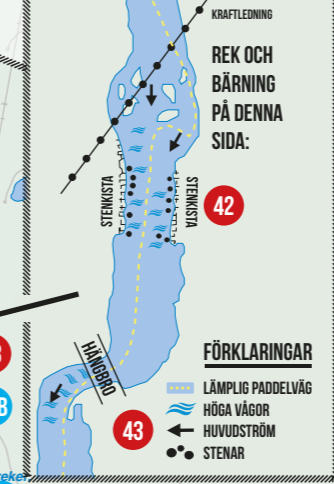 KRAFTLEDNING
REK OCH
BÄRNING
PÅ DENNA
SIDA:
STENKISTA
STENKISTA
42
HÄNGBRO
43
FÖRKLARINGAR
LÄMPLIG PADDELVÄG
HÖGA VÅGOR
HUVUDSTRÖM
STENAR